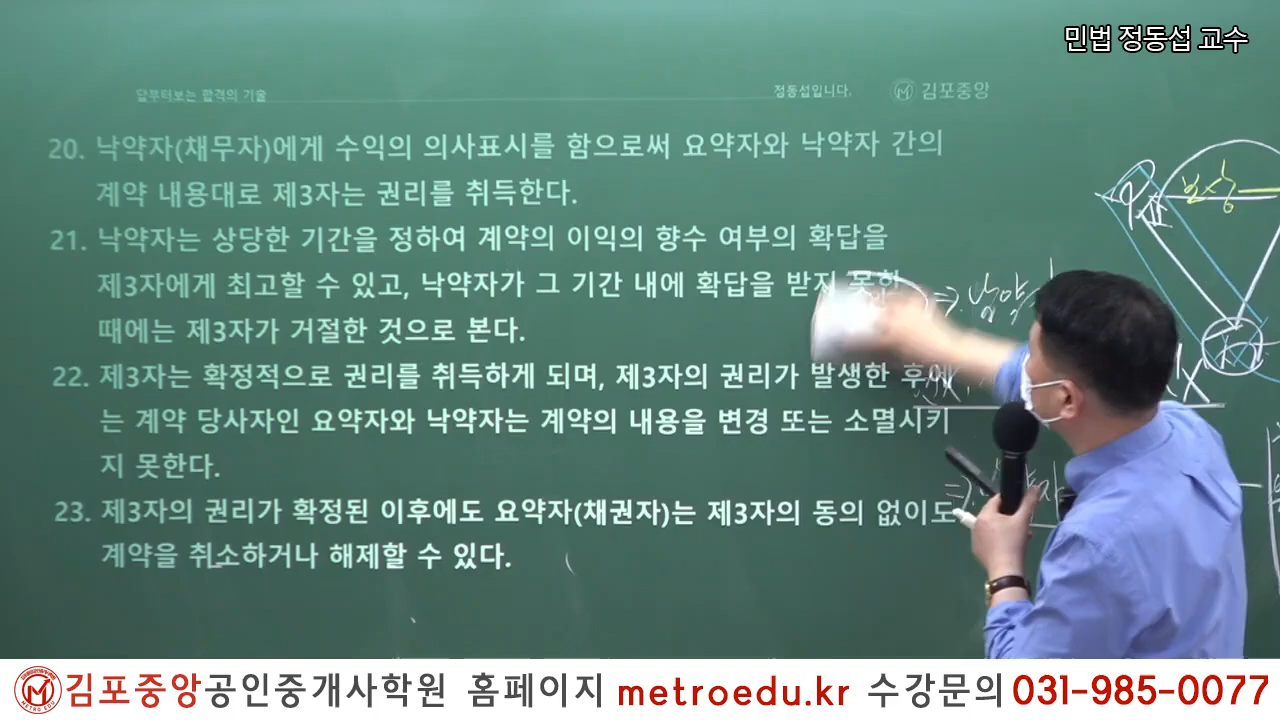 민법 정동섭 교수
답부터보는 합격의 기술
정동섭입니다.
김포중앙
20. 낙약자(채무자)에게 수익의 의사표시를 함으로써 요약자와 낙약자 간의
계약 내용대로 제3자는 권리를 취득한다.
21. 낙약자는 상당한 기간을 정하여 계약의 이익의 향수 여부의 확답을
제3자에게 최고할 수 있고, 낙약자가 그 기간 내에 확답을 받지 못한
때에는 제3자가 거절한 것으로 본다.
22. 제3자는 확정적으로 권리를 취득하게 되며, 제3자의 권리가 발생한 후에
는 계약 당사자인 요약자와 낙약자는 계약의 내용을 변경 또는 소멸시키
지 못한다.
23. 제3자의 권리가 확정된 이후에도 요약자(채권자)는 제3자의 동의 없이도
계약을 취소하거나 해제할 수 있다.
보상
김포중앙공인중개사학원 홈페이지 metroedu.kr 수강문의 031-985-0077